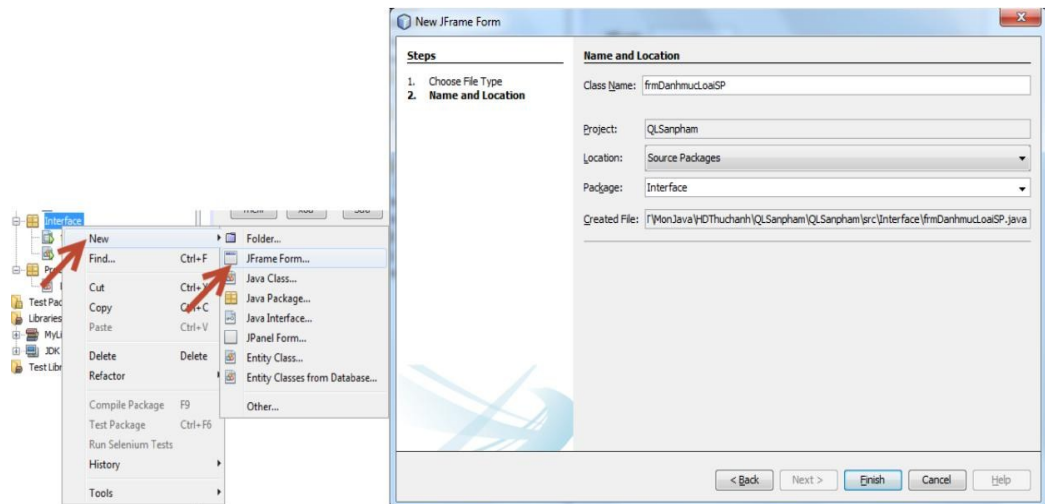 Interface
New
Find... Ctrl+F
Cut
Copy
Paste Ctrl+V
Delete Delete
Refactor
Compile Package F9
Test Package Ctrl+F6
Run Selenium Tests
History
Tools
Libraries
JDK
Folder...
JFrame Form...
Java Class...
Java Package...
Java Interface...
JPanel Form...
Entity Class...
Entity Classes from Database...
Other...
New JFrame Form
Steps
1. Choose File Type
2. Name and Location
Name and Location
Class Name: frmDanhmucLoaiSP
Project: QLSanpham
Location: Source Packages
Package: Interface
Created File: \MonJava\HDThuchanh\QLSanpham\QLSanpham\src\Interface\frmDanhmucLoaiSP.java
< Back Next > Finish Cancel Help